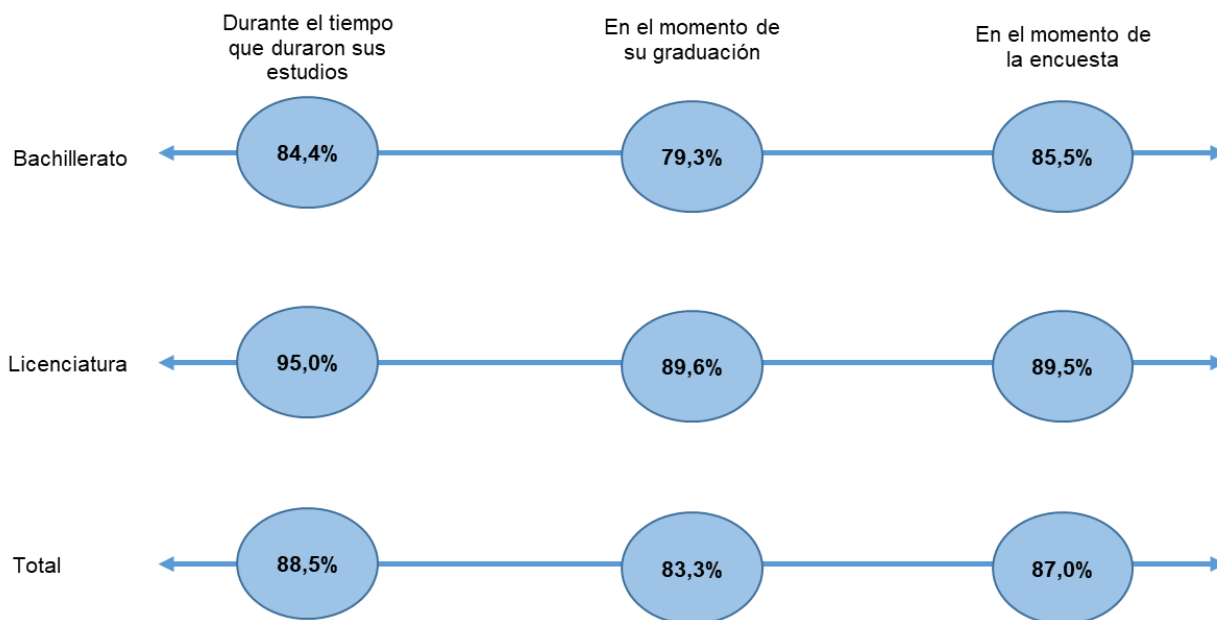 Durante el tiempo
que duraron sus
estudios
En el momento de
su graduación
En el momento de
la encuesta
Bachillerato
84,4%
79,3%
85,5%
Licenciatura
95,0%
89,6%
89,5%
Total
88,5%
83,3%
87,0%